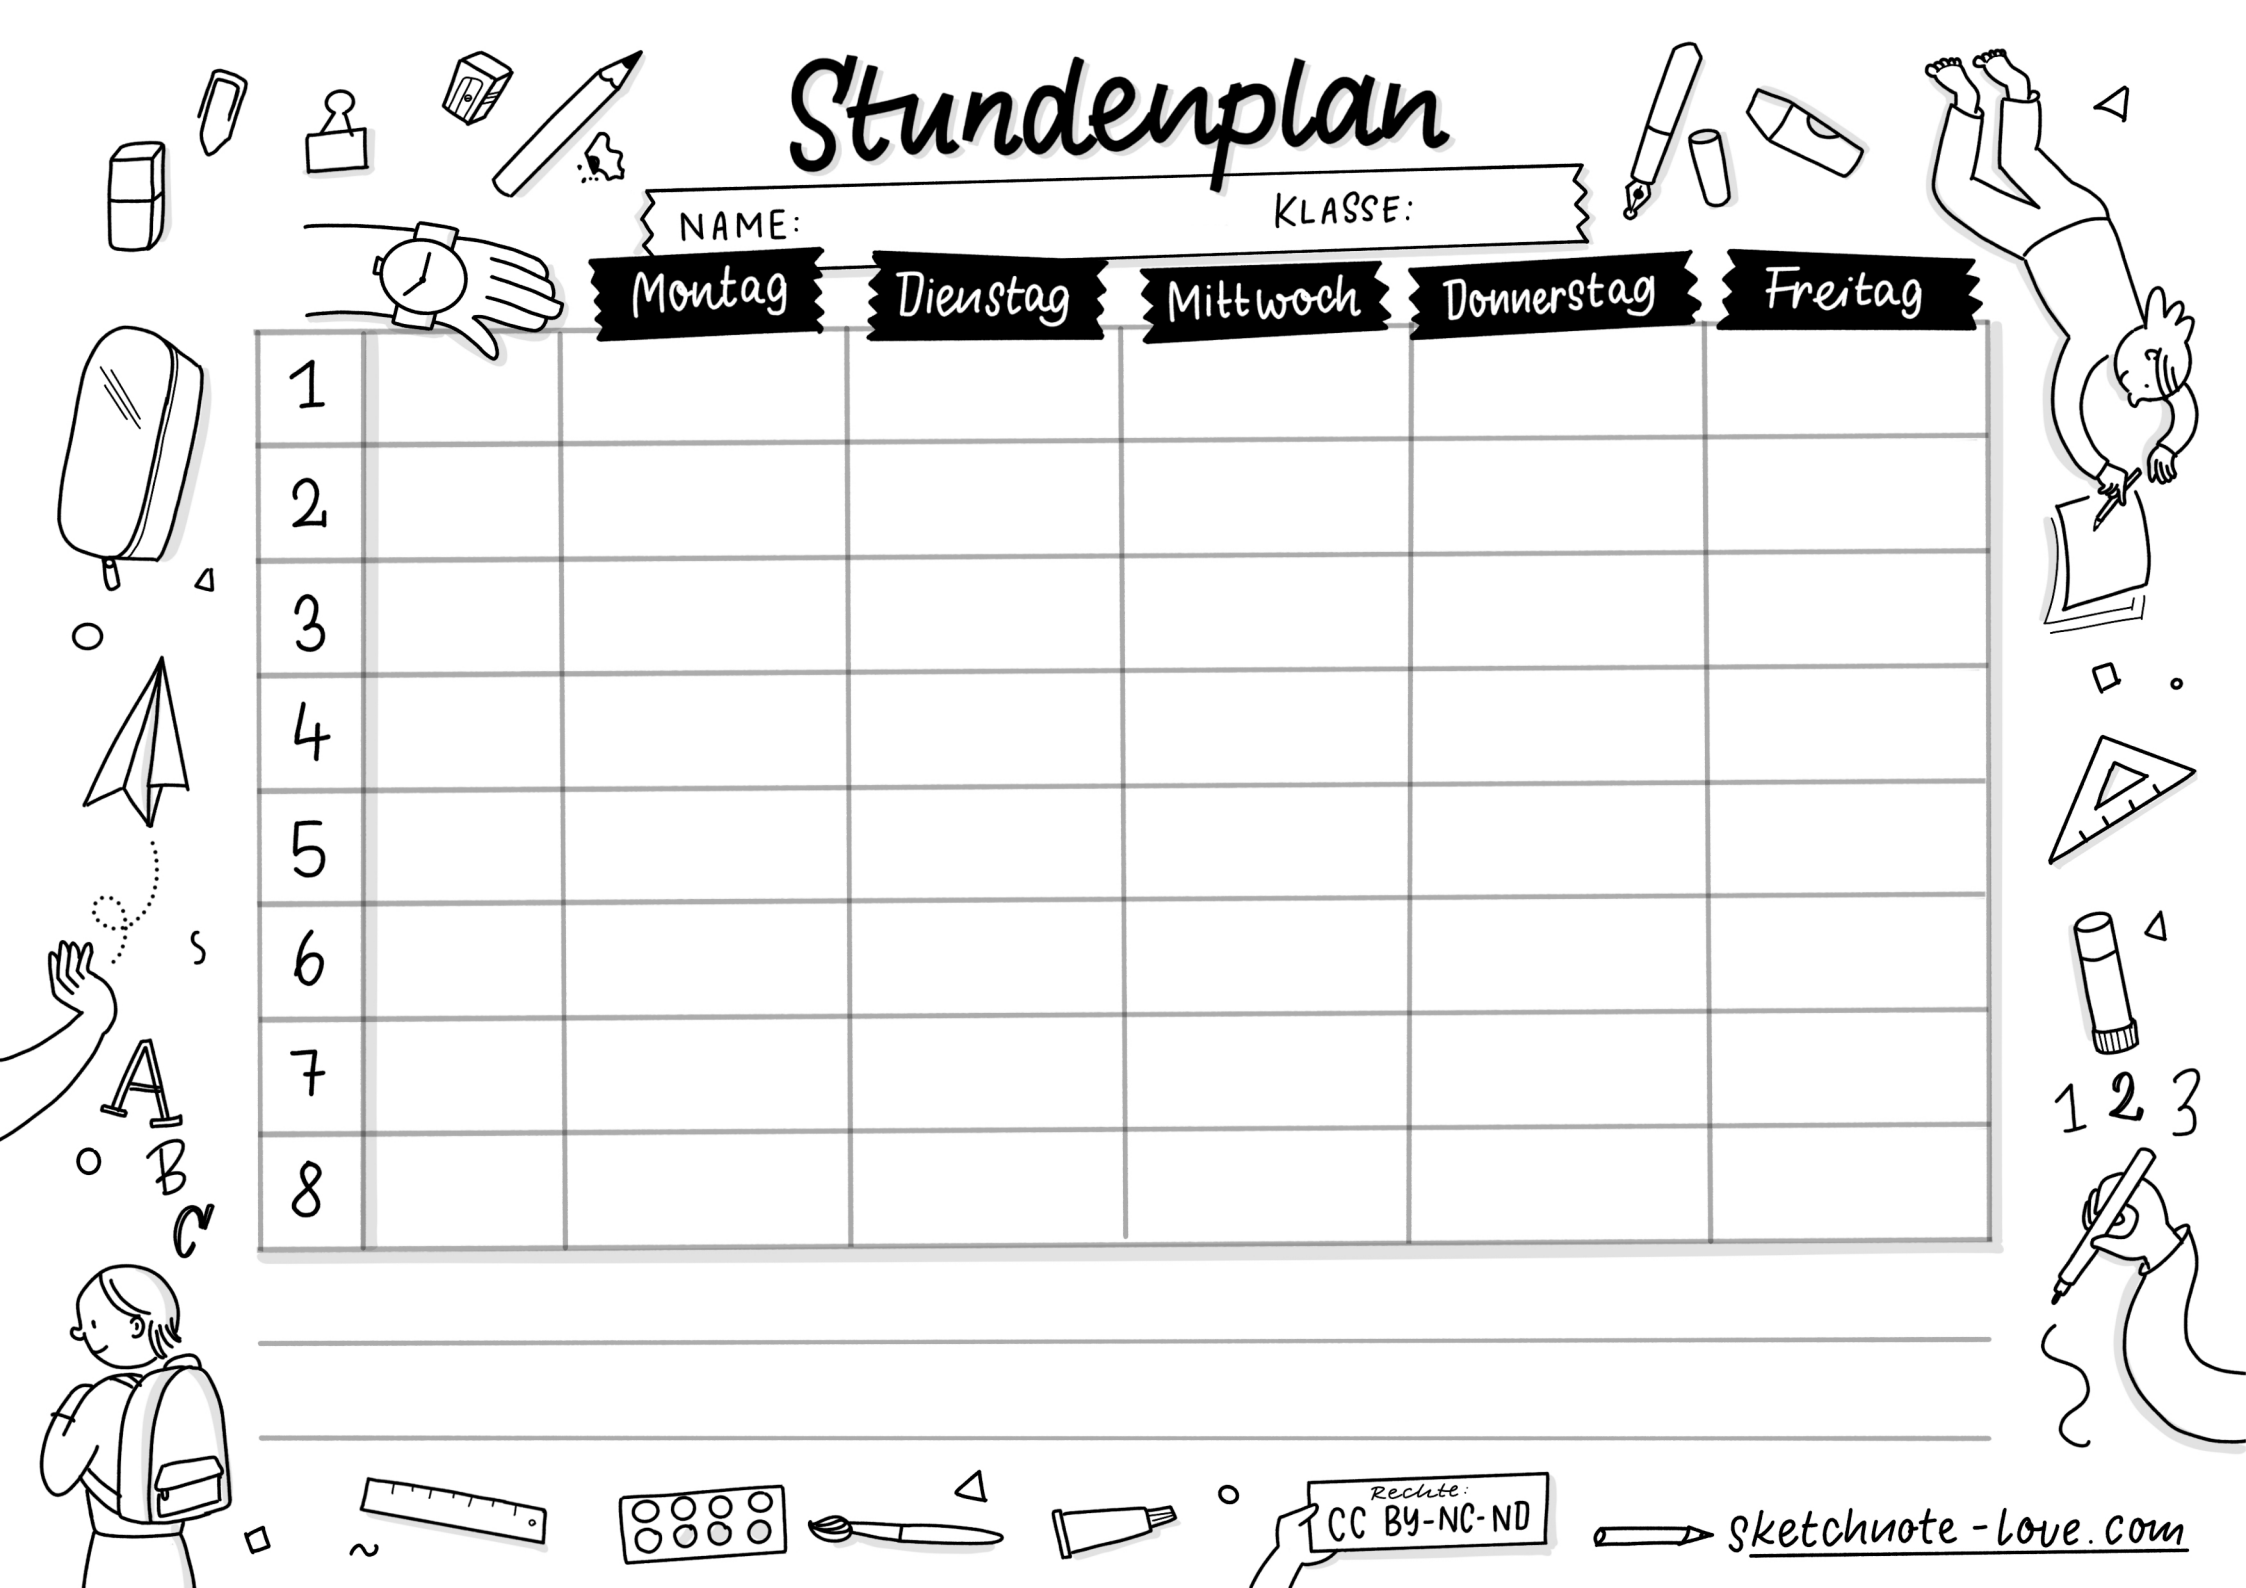 Stundenplan
NAME: KLASSE:
Montag Dienstag Mittwoch Donnerstag Freitag
1
2
3
4
5
6
7
8
S
A
B
C
1 2 3
Rechte:
CC BY-NC-ND
sketchnote-love.com